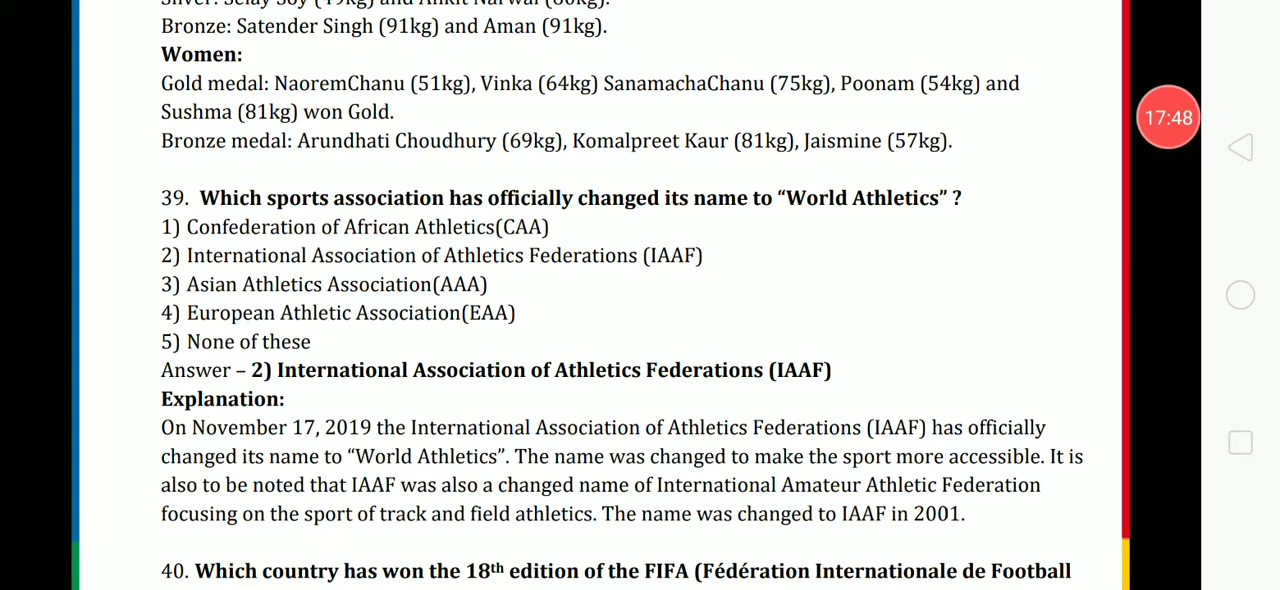 Silver: Selay Soy (49kg) and Ankit Narwal (60kg).
Bronze: Satender Singh (91kg) and Aman (91kg).
Women:
Gold medal: NaoremChanu (51kg), Vinka (64kg) SanamachaChanu (75kg), Poonam (54kg) and
Sushma (81kg) won Gold.
Bronze medal: Arundhati Choudhury (69kg), Komalpreet Kaur (81kg), Jaismine (57kg).
39. Which sports association has officially changed its name to “World Athletics” ?
1) Confederation of African Athletics(CAA)
2) International Association of Athletics Federations (IAAF)
3) Asian Athletics Association(AAA)
4) European Athletic Association(EAA)
5) None of these
Answer – 2) International Association of Athletics Federations (IAAF)
Explanation:
On November 17, 2019 the International Association of Athletics Federations (IAAF) has officially
changed its name to “World Athletics”. The name was changed to make the sport more accessible. It is
also to be noted that IAAF was also a changed name of International Amateur Athletic Federation
focusing on the sport of track and field athletics. The name was changed to IAAF in 2001.
40. Which country has won the 18th edition of the FIFA (Fédération Internationale de Football
17:48